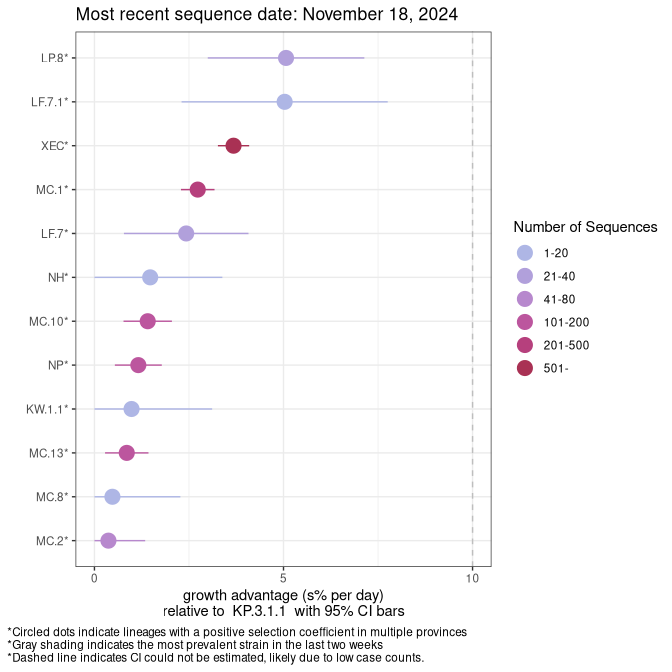 Most recent sequence date: November 18, 2024
LP.8*
LF.7.1*
XEC*
MC.1*
LF.7*
NH*
MC.10*
NP*
KW.1.1*
MC.13*
MC.8*
MC.2*
0 5 10
growth advantage (s% per day)
relative to KP.3.1.1 with 95% CI bars
Number of Sequences
1-20
21-40
41-80
101-200
201-500
501-
*Circled dots indicate lineages with a positive selection coefficient in multiple provinces
*Gray shading indicates the most prevalent strain in the last two weeks
*Dashed line indicates CI could not be estimated, likely due to low case counts.